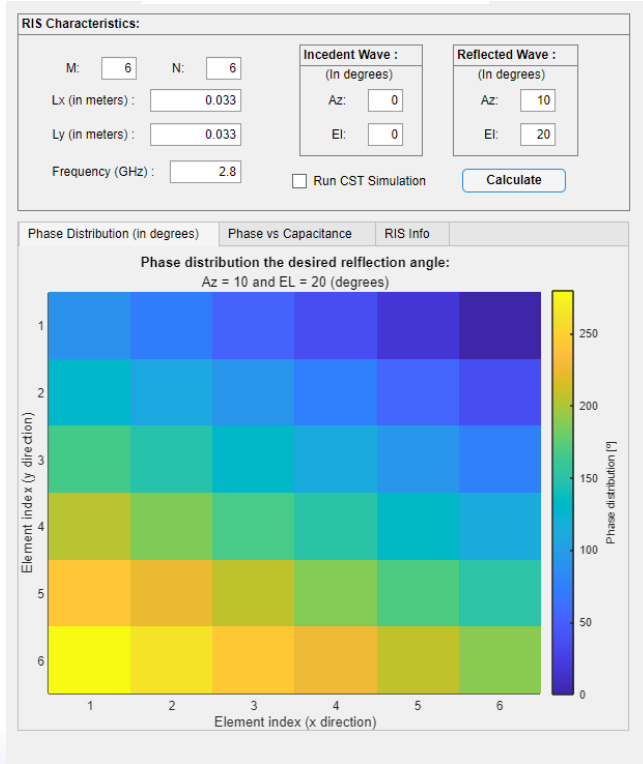 RIS Characteristics:
M: 6 N: 6
Lx (in meters) : 0.033
Ly (in meters) : 0.033
Frequency (GHz) : 2.8
Incedent Wave :
(In degrees)
Az: 0
El: 0
Reflected Wave :
(In degrees)
Az: 10
El: 20
Run CST Simulation
Calculate
Phase Distribution (in degrees) Phase vs Capacitance RIS Info
Phase distribution the desired relflection angle:
Az = 10 and EL = 20 (degrees)
Element index (y direction)
1
2
3
4
5
6
1 2 3 4 5 6
Element index (x direction)
250
200
150
100
50
0
Phase distribution [º]